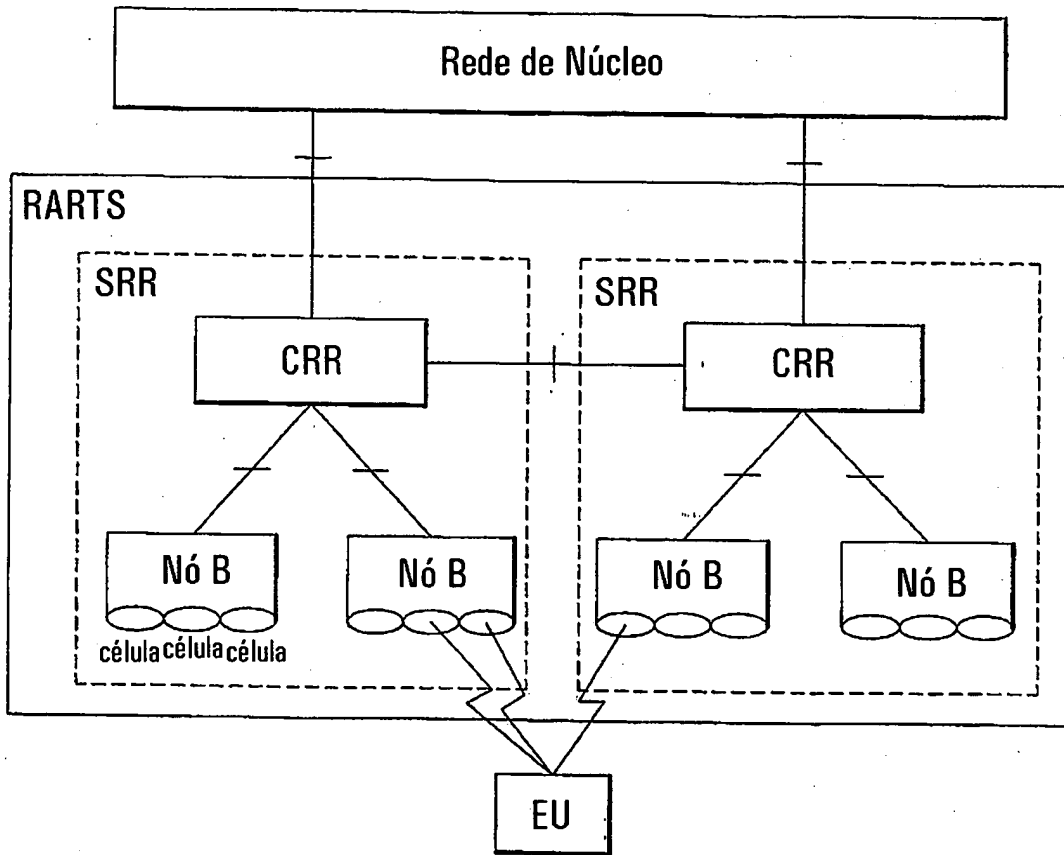 Rede de Núcleo
RARTS
SRR
SRR
CRR
CRR
Nó B
Nó B
Nó B
Nó B
célula célula célula
EU